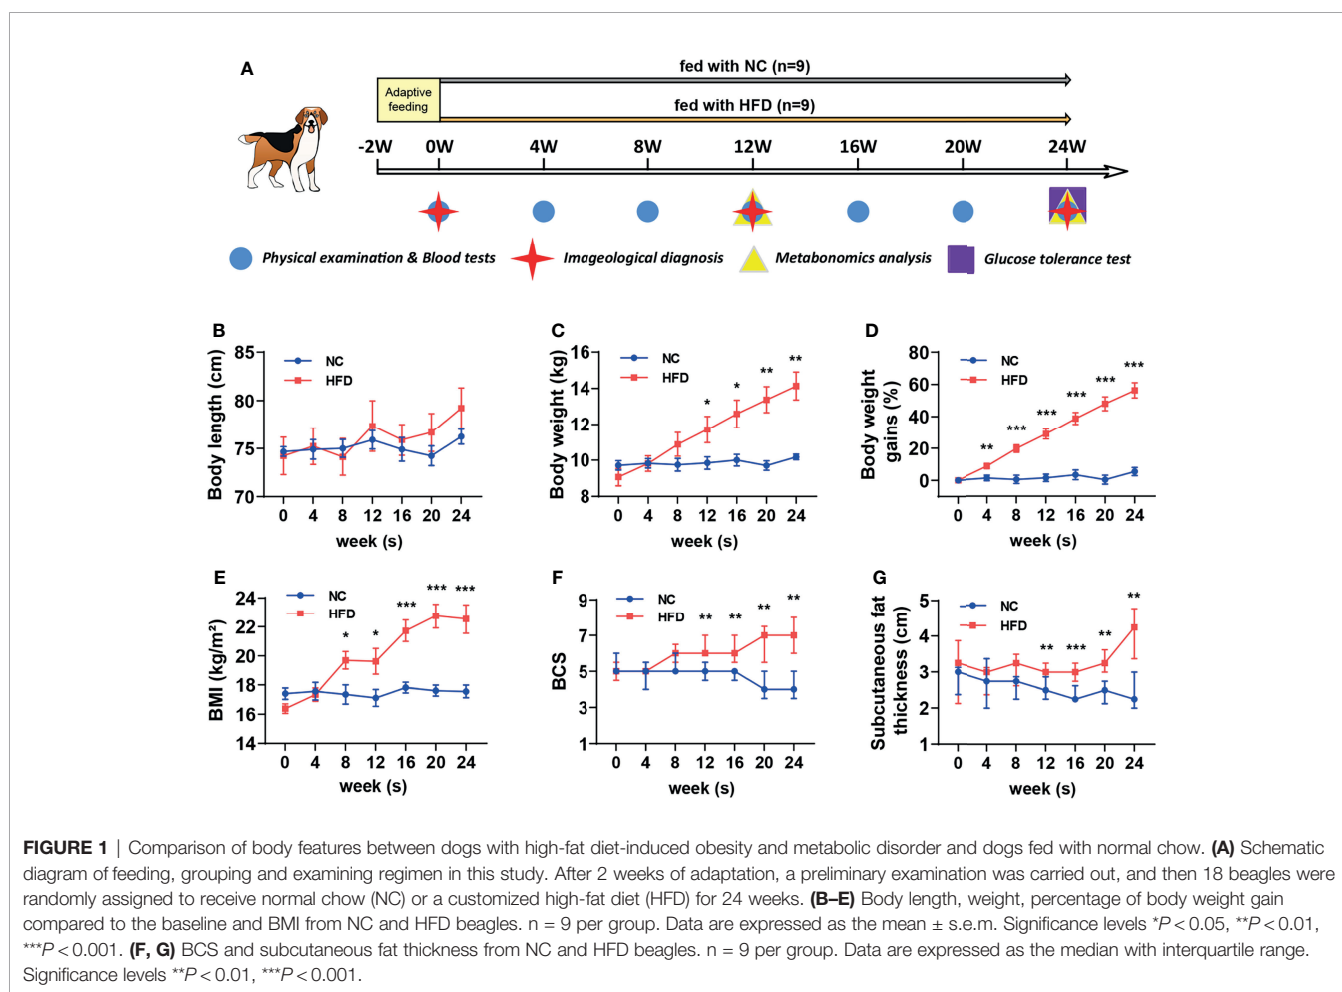 A
fed with NC (n=9)
Adaptive
feeding
fed with HFD (n=9)
-2W 0W 4W 8W 12W 16W 20W 24W
Physical examination & Blood tests Imageological diagnosis Metabonomics analysis Glucose tolerance test
B
Body length (cm)
85
80
75
70
NC
HFD
0 4 8 12 16 20 24
week (s)
C
Body weight (kg)
16
14
12
10
8
NC
HFD
* * ** **
0 4 8 12 16 20 24
week (s)
D
Body weight
gains (%)
80
60
40
20
0
NC
HFD
** *** *** *** *** ***
0 4 8 12 16 20 24
week (s)
E
BMI (kg/m²)
24
22
20
18
16
14
NC
HFD
* * *** *** ***
0 4 8 12 16 20 24
week (s)
F
BCS
9
7
5
3
1
NC
HFD
** ** ** **
0 4 8 12 16 20 24
week (s)
G
Subcutaneous fat
thickness (cm)
5
4
3
2
1
NC
HFD
** *** ** **
0 4 8 12 16 20 24
week (s)
FIGURE 1 | Comparison of body features between dogs with high-fat diet-induced obesity and metabolic disorder and dogs fed with normal chow. (A) Schematic
diagram of feeding, grouping and examining regimen in this study. After 2 weeks of adaptation, a preliminary examination was carried out, and then 18 beagles were
randomly assigned to receive normal chow (NC) or a customized high-fat diet (HFD) for 24 weeks. (B–E) Body length, weight, percentage of body weight gain
compared to the baseline and BMI from NC and HFD beagles. n = 9 per group. Data are expressed as the mean ± s.e.m. Significance levels *P < 0.05, **P < 0.01,
***P < 0.001. (F, G) BCS and subcutaneous fat thickness from NC and HFD beagles. n = 9 per group. Data are expressed as the median with interquartile range.
Significance levels **P < 0.01, ***P < 0.001.